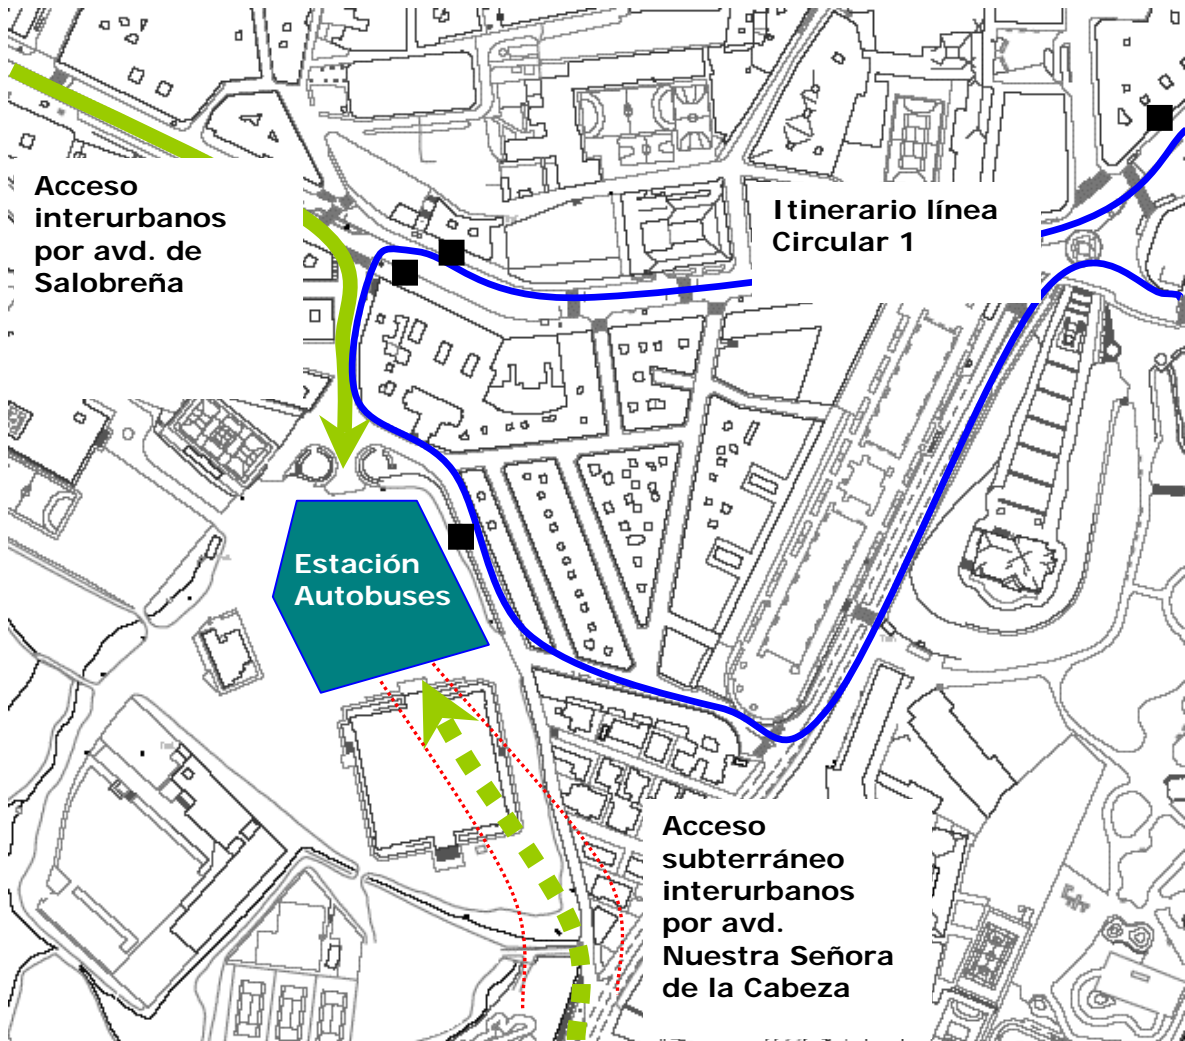 Acceso
interurbanos
por avd. de
Salobreña
Itinerario línea
Circular 1
Estación
Autobuses
Acceso
subterráneo
interurbanos
por avd.
Nuestra Señora
de la Cabeza